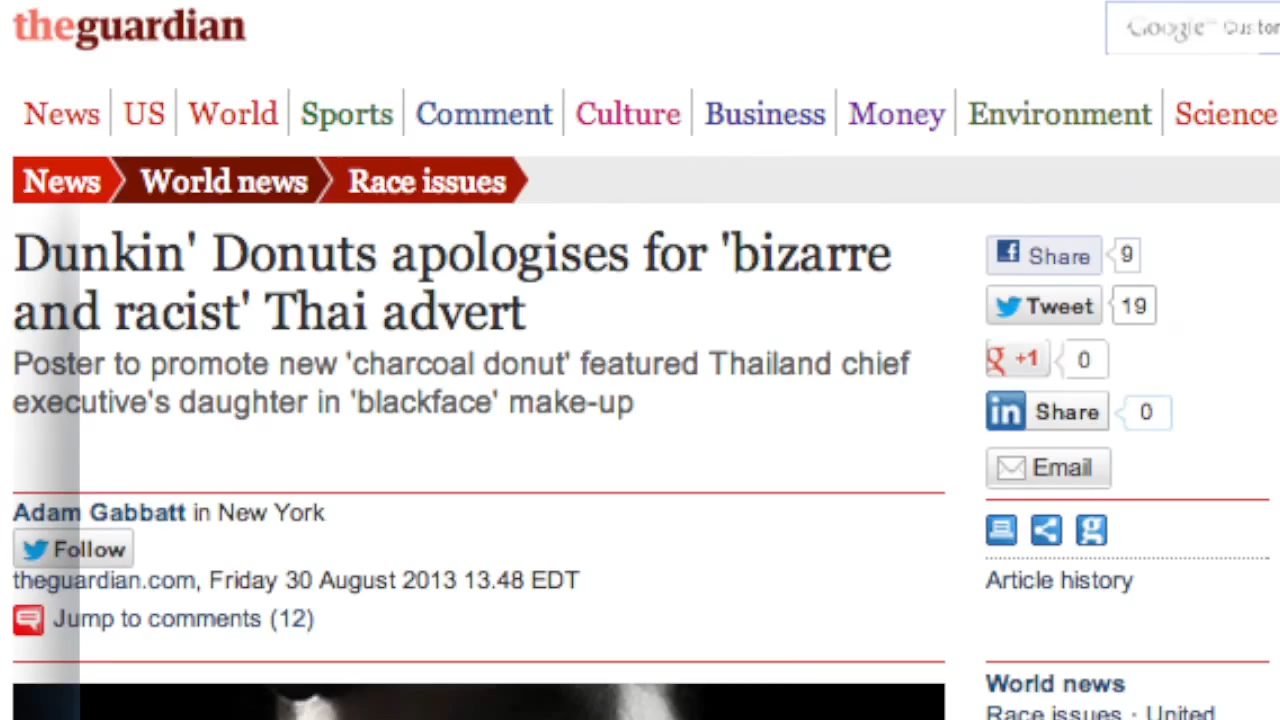 theguardian
Google Custom
News US World Sports Comment Culture Business Money Environment Science
News World news Race issues
Dunkin' Donuts apologises for 'bizarre
and racist' Thai advert
Poster to promote new 'charcoal donut' featured Thailand chief
executive's daughter in 'blackface' make-up
Adam Gabbatt in New York
Follow
theguardian.com, Friday 30 August 2013 13.48 EDT
Jump to comments (12)
f Share 9
Tweet 19
g +1 0
in Share 0
Email
g
Article history
World news
Race issues · United